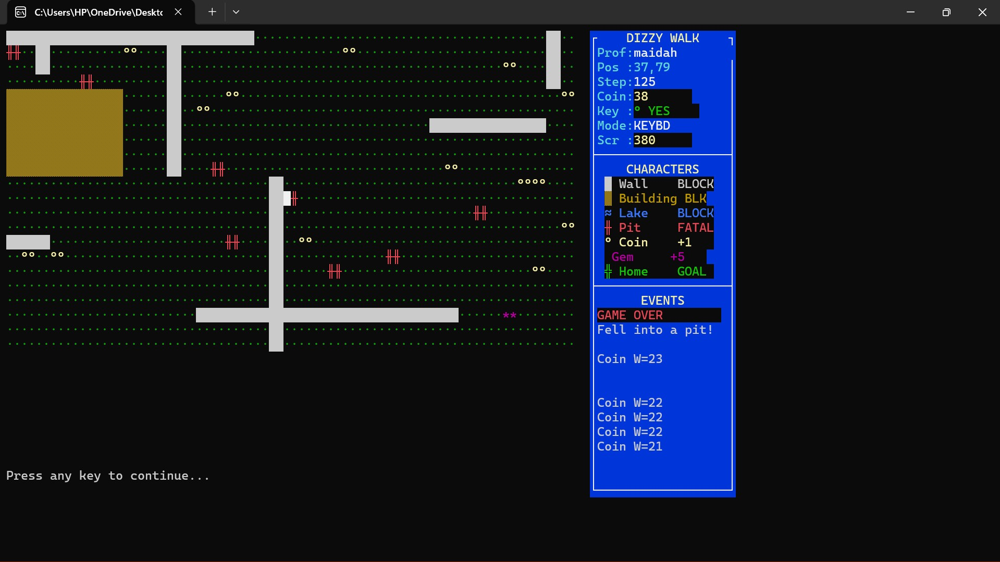 C:\Users\HP\OneDrive\Deskto
DIZZY WALK
Prof:maidah
Pos :37,79
Step:125
Coin:38
Key :° YES
Mode:KEYBD
Scr :380
CHARACTERS
Wall BLOCK
Building BLK
≈ Lake BLOCK
╫ Pit FATAL
° Coin +1
Gem +5
╬ Home GOAL
EVENTS
GAME OVER
Fell into a pit!
Coin W=23
Coin W=22
Coin W=22
Coin W=22
Coin W=21
Press any key to continue...